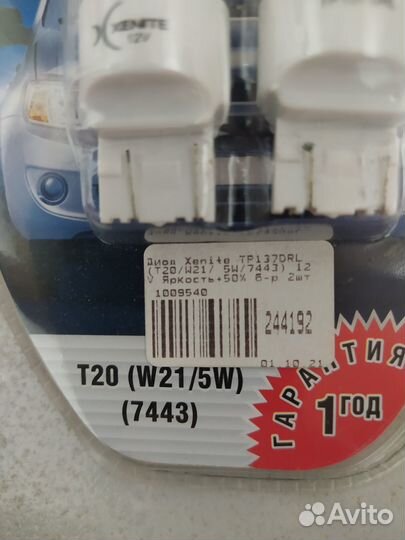 XENITE
12V
Диод Xenite TP137DRL
(T20/W21/ 5W/7443) 12
V Яркость+50% б-р 2шт
1009540
244192
01.10.21
T20 (W21/5W)
(7443)
ГАРАНТИЯ
1 ГОД
Avito